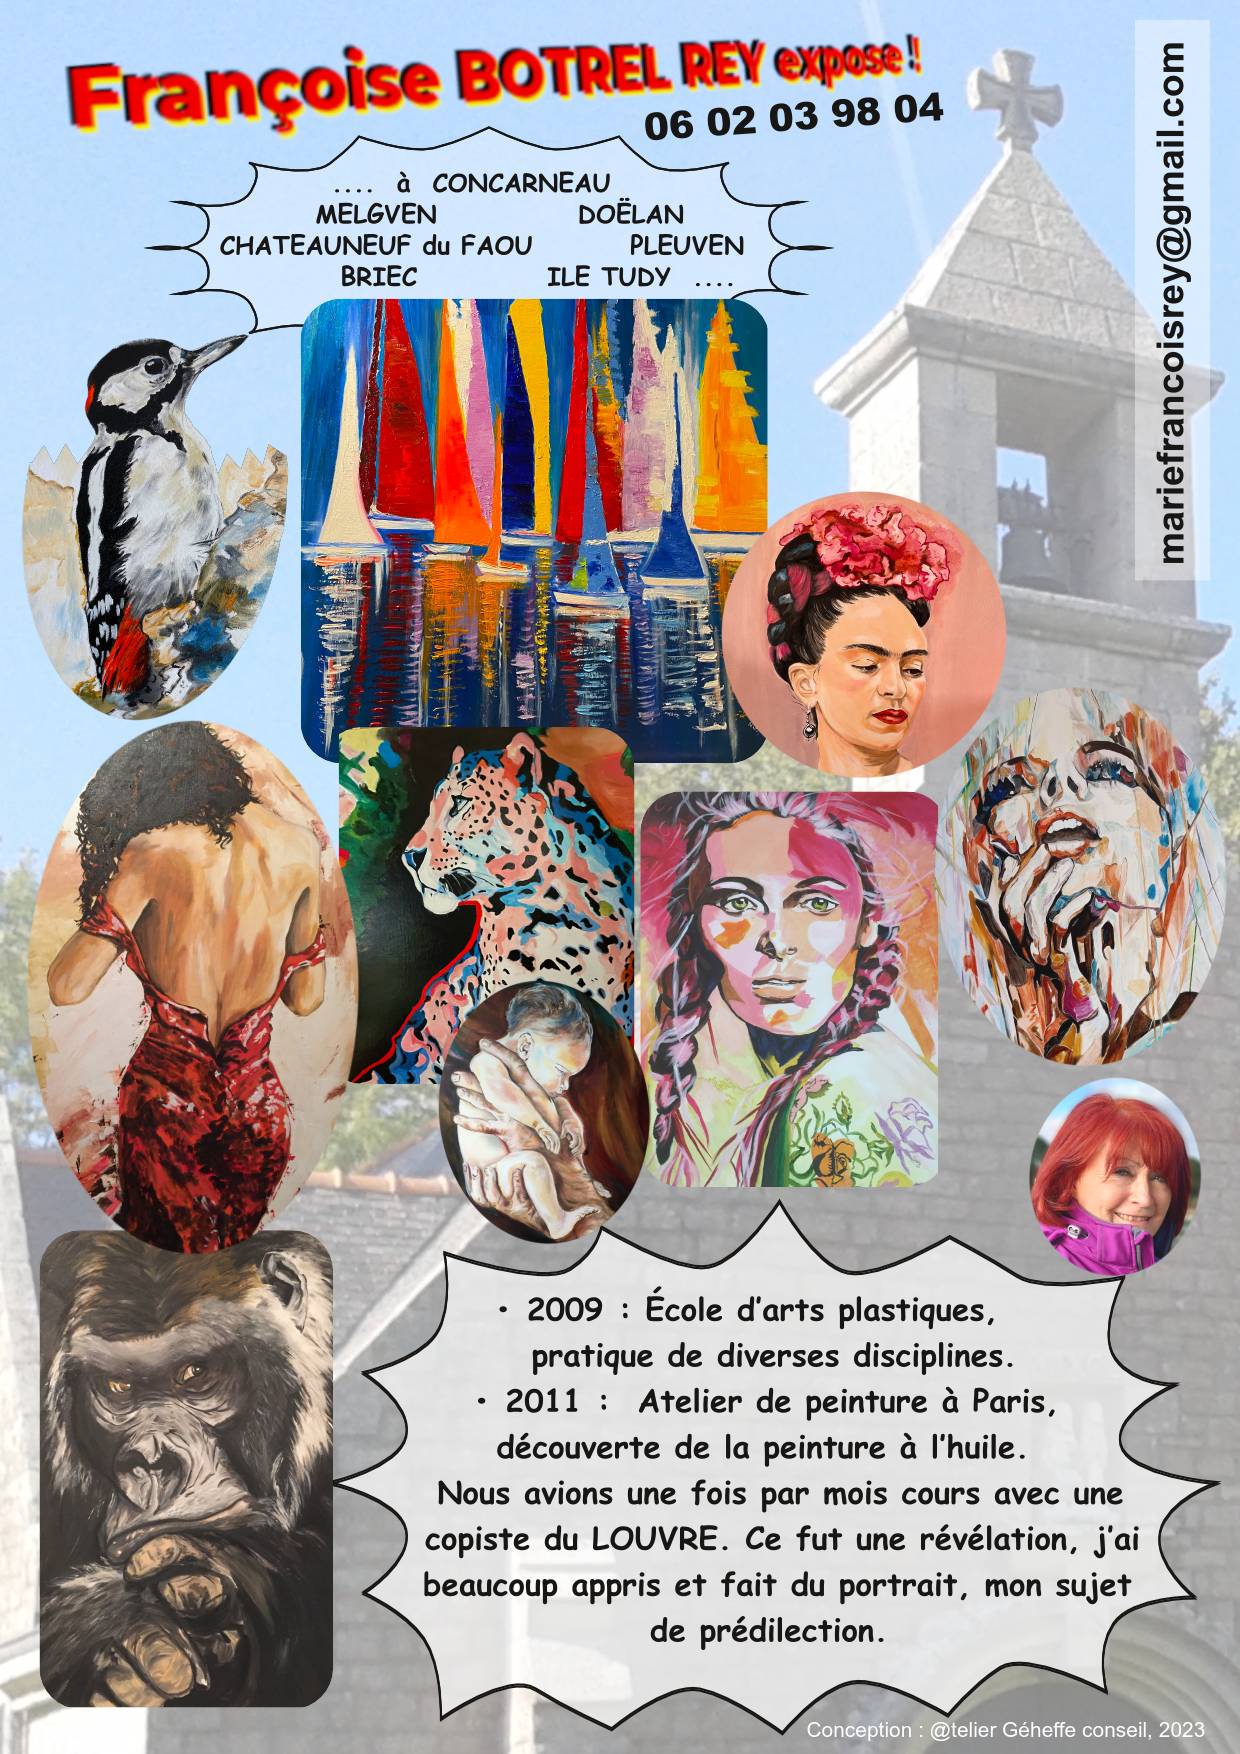 Françoise BOTREL REY expose !
06 02 03 98 04
mariefrancoisrey@gmail.com
.... à CONCARNEAU
MELGVEN DOËLAN
CHATEAUNEUF du FAOU PLEUVEN
BRIEC ILE TUDY ....
• 2009 : École d'arts plastiques,
pratique de diverses disciplines.
• 2011 : Atelier de peinture à Paris,
découverte de la peinture à l'huile.
Nous avions une fois par mois cours avec une
copiste du LOUVRE. Ce fut une révélation, j'ai
beaucoup appris et fait du portrait, mon sujet
de prédilection.
Conception : @telier Géheffe conseil, 2023